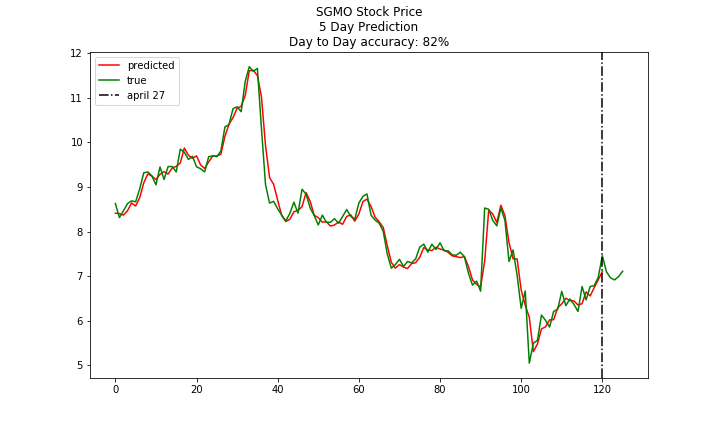 SGMO Stock Price
5 Day Prediction
Day to Day accuracy: 82%
predicted
true
april 27
12
11
10
9
8
7
6
5
0 20 40 60 80 100 120